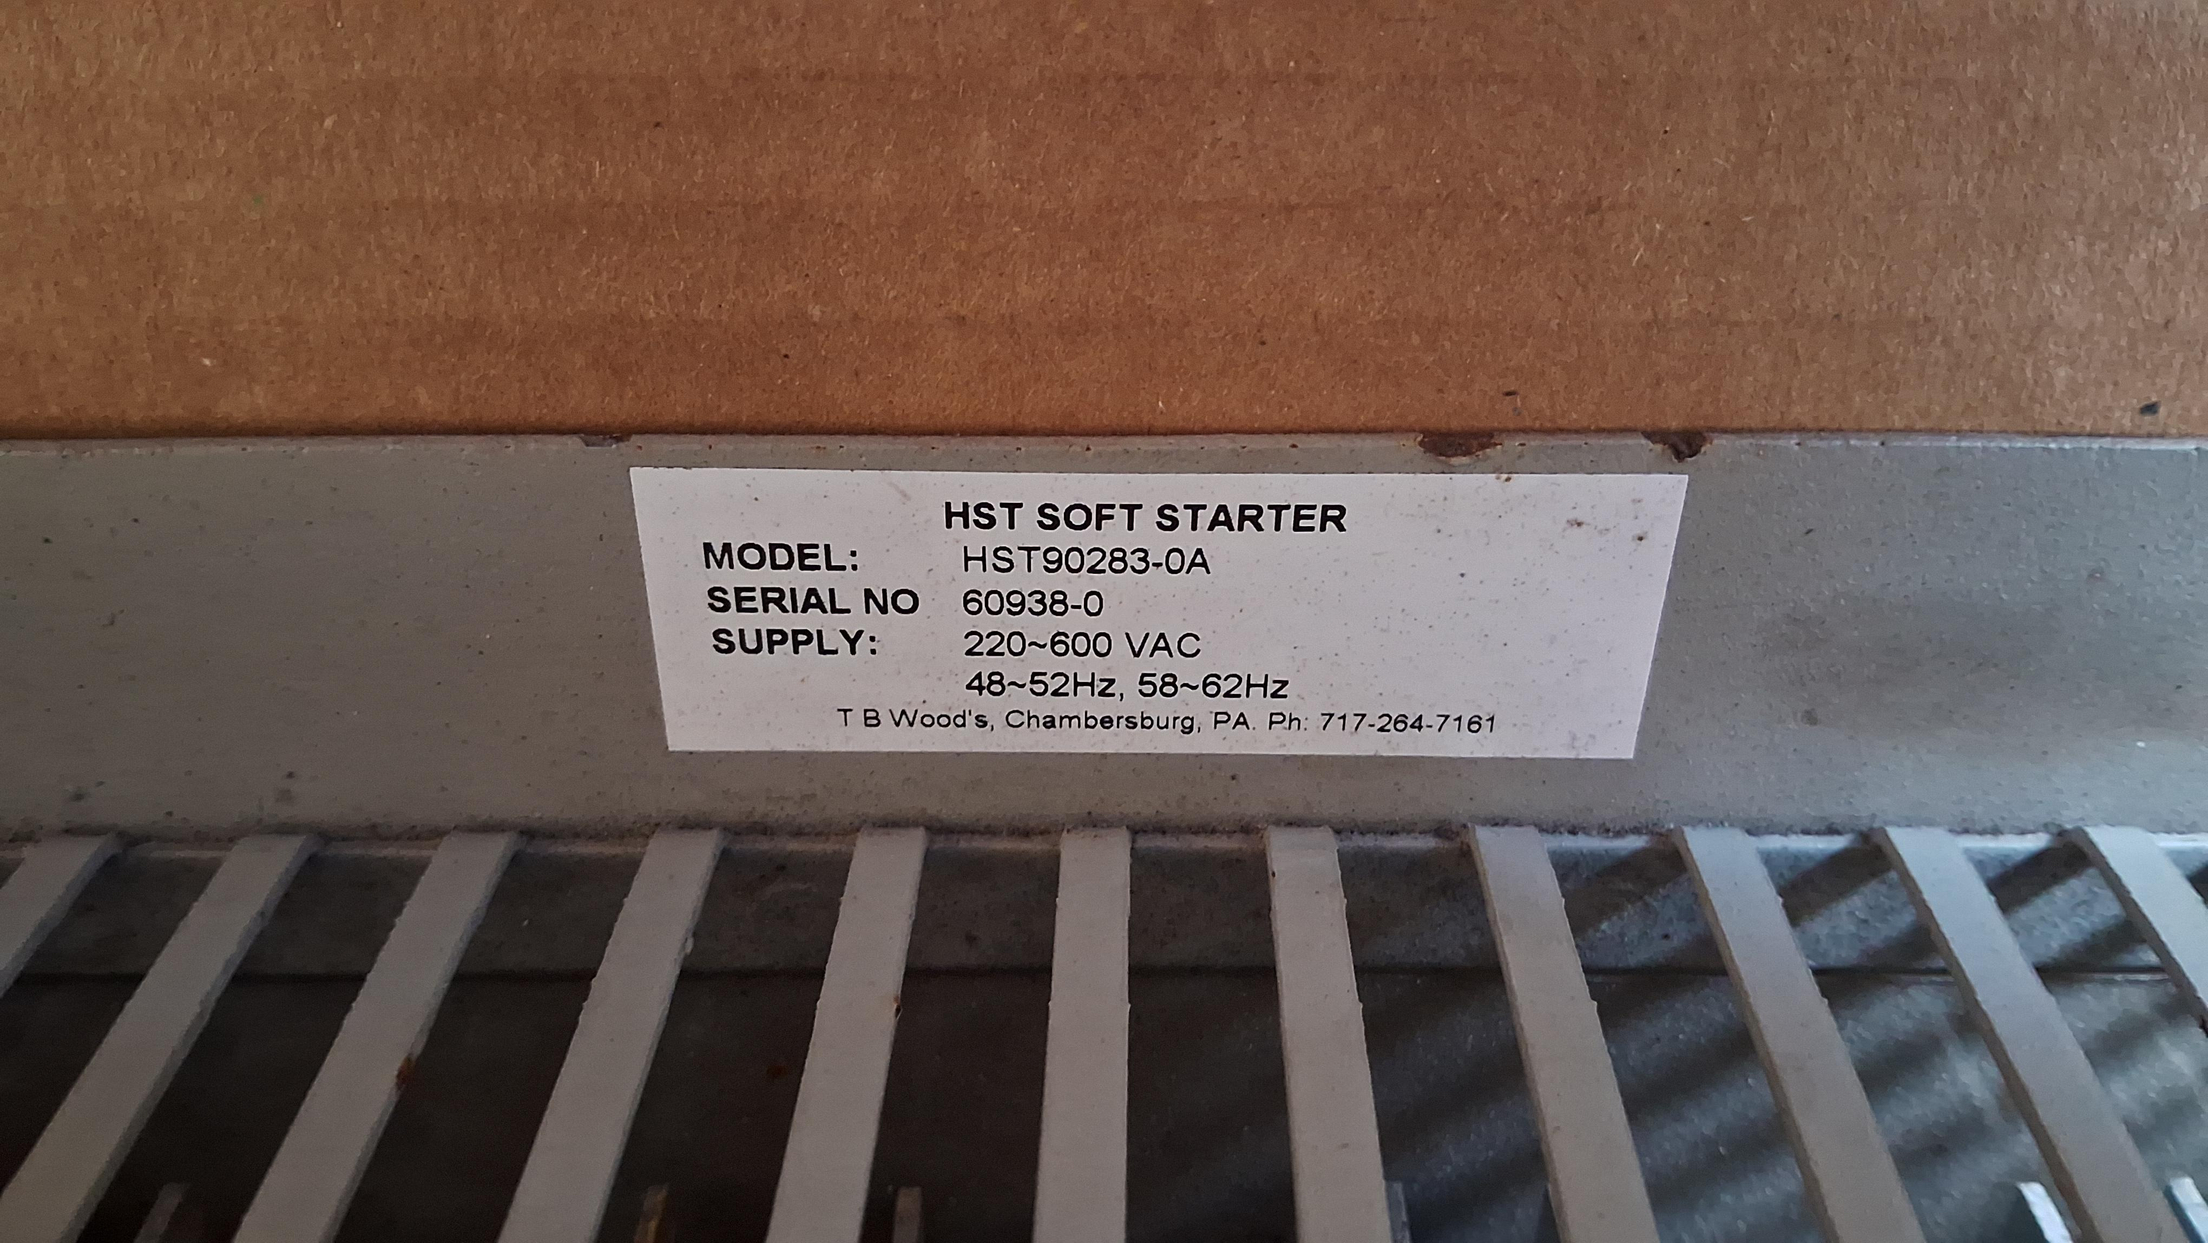 HST SOFT STARTER
MODEL: HST90283-0A
SERIAL NO 60938-0
SUPPLY: 220~600 VAC
48~52Hz, 58~62Hz
T B Wood's, Chambersburg, PA. Ph: 717-264-7161